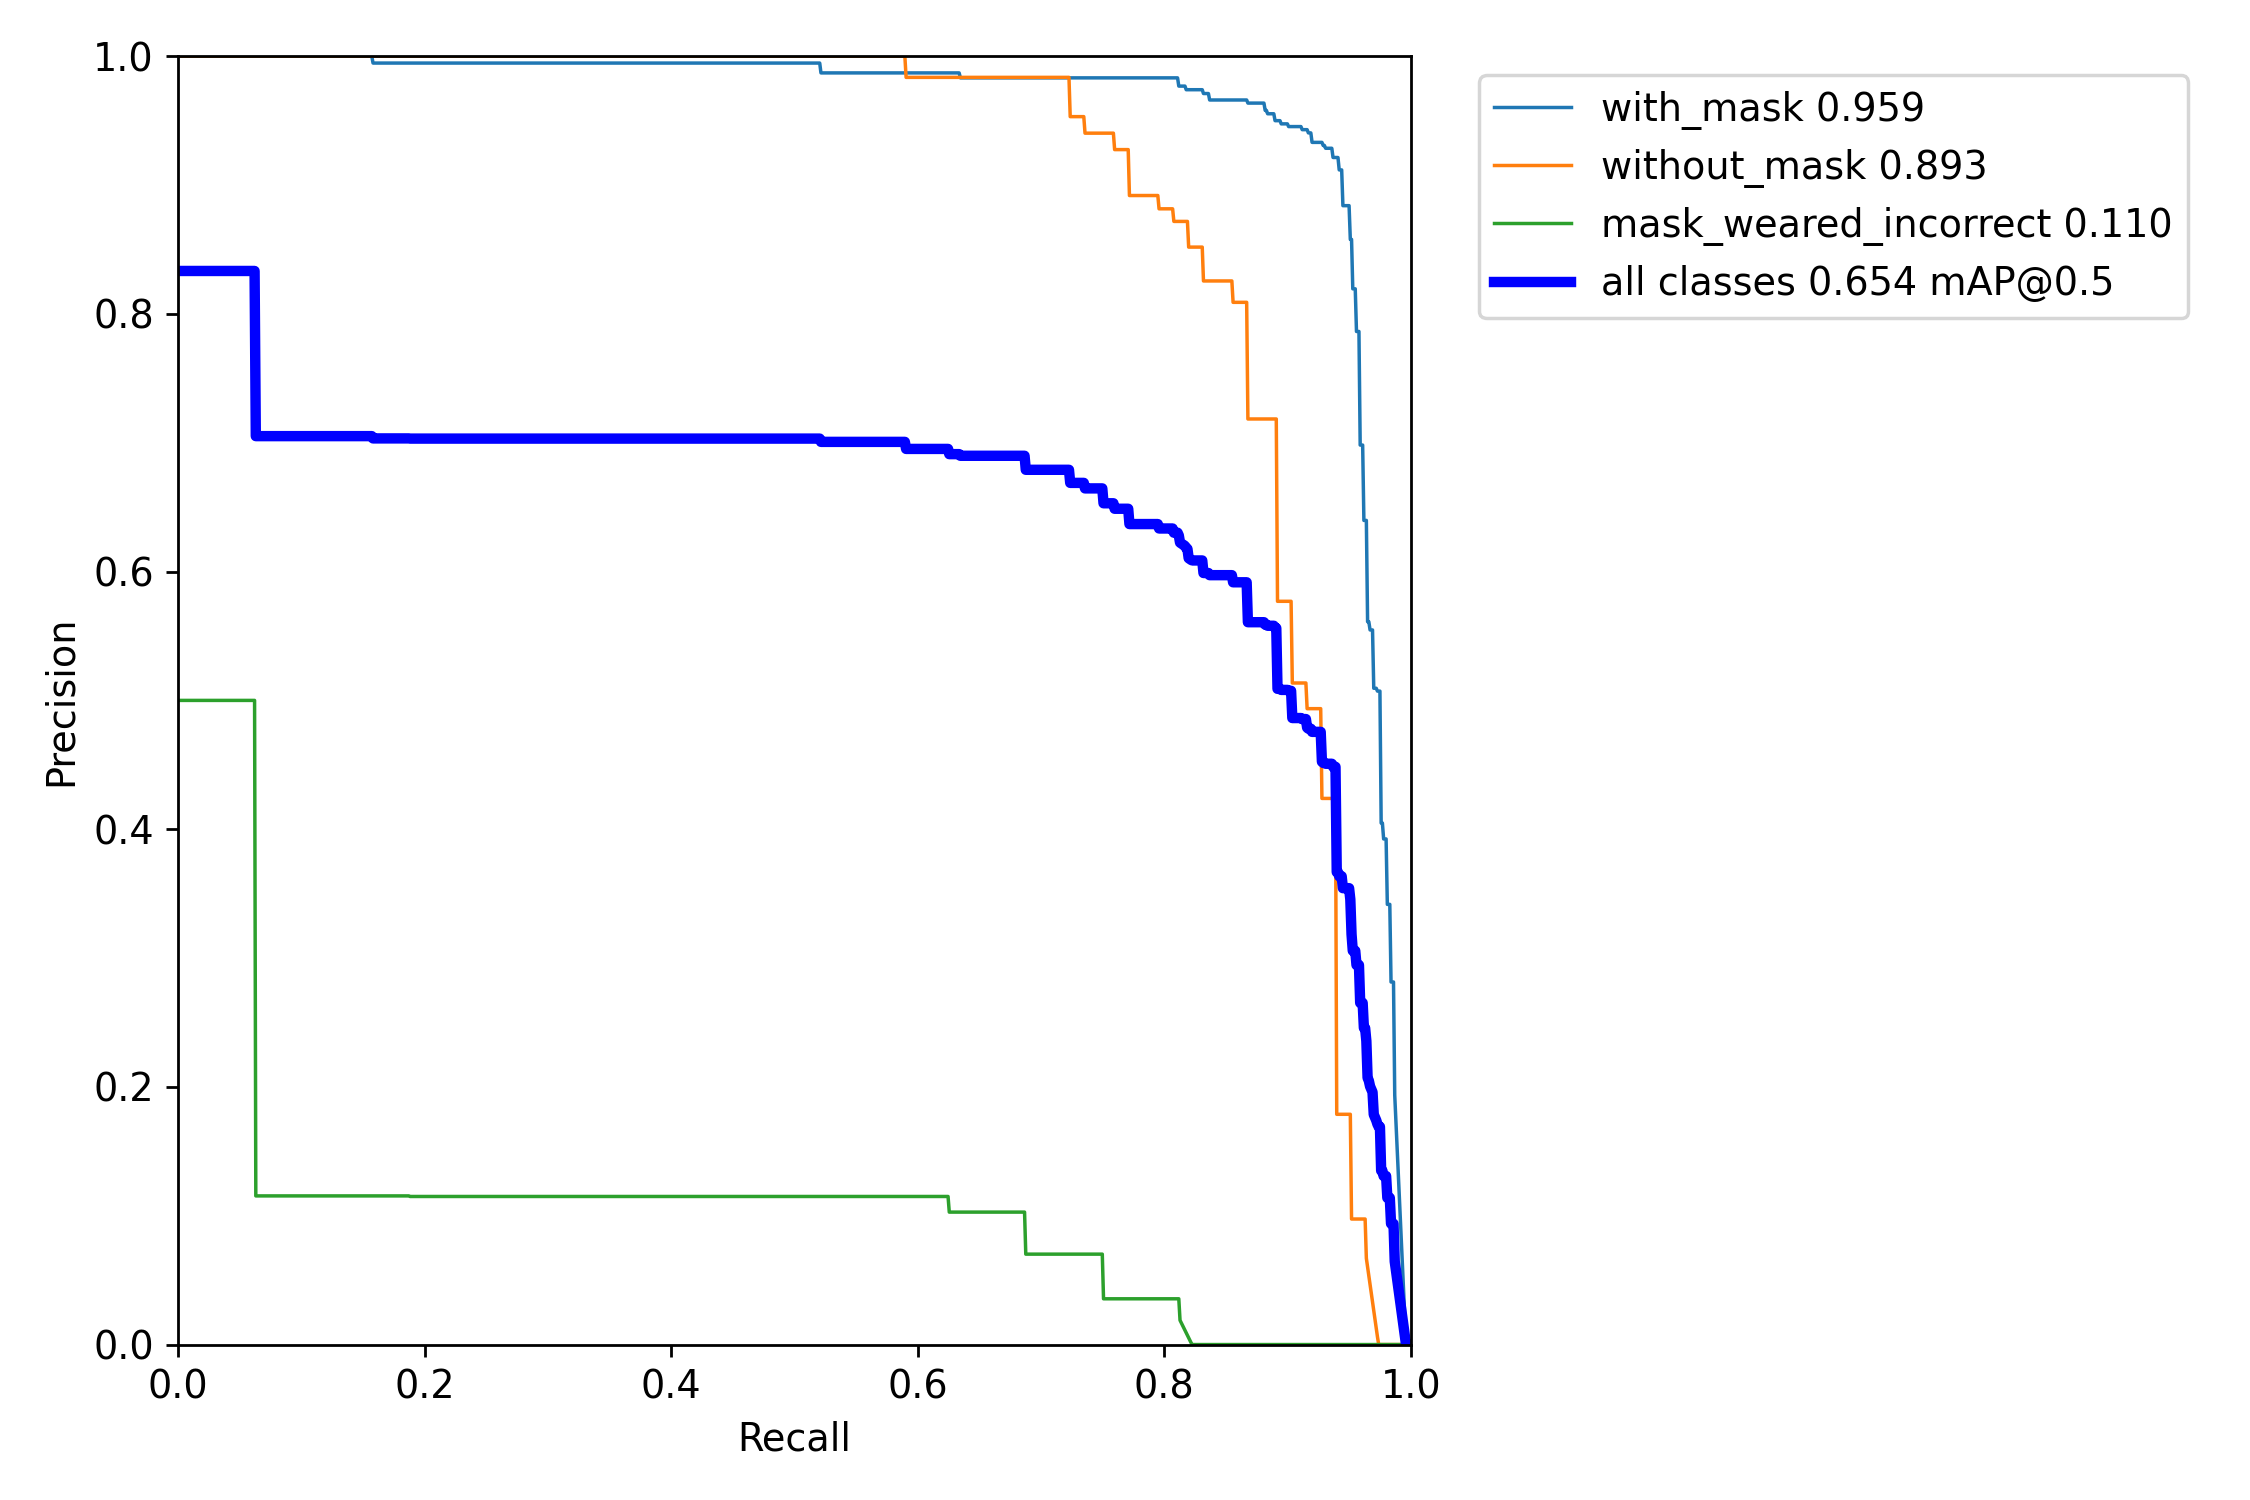 1.0
0.8
0.6
0.4
0.2
0.0
Precision
0.0 0.2 0.4 0.6 0.8 1.0
Recall
with_mask 0.959
without_mask 0.893
mask_weared_incorrect 0.110
all classes 0.654 mAP@0.5